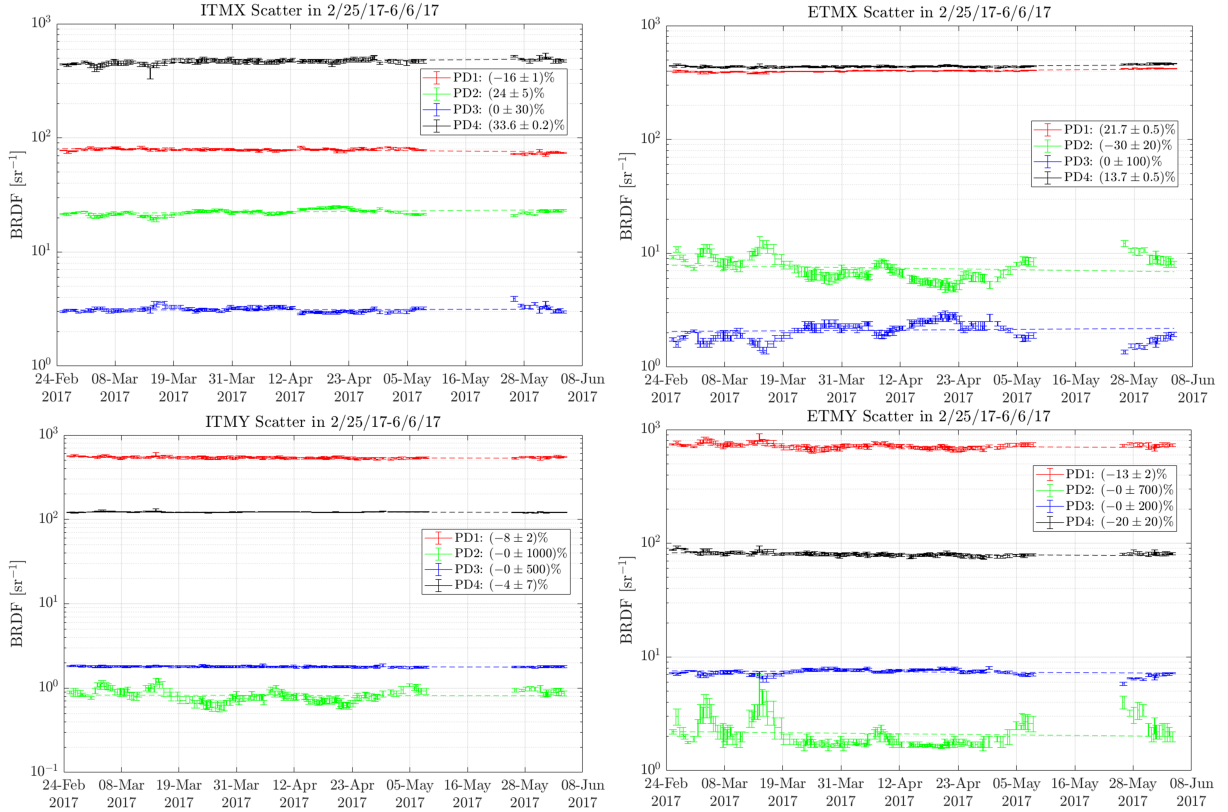 ITMX Scatter in 2/25/17-6/6/17
10³
10²
10¹
10⁰
BRDF [sr⁻¹]
PD1: (−16 ± 1)%
PD2: (24 ± 5)%
PD3: (0 ± 30)%
PD4: (33.6 ± 0.2)%
24-Feb 08-Mar 19-Mar 31-Mar 12-Apr 23-Apr 05-May 16-May 28-May 08-Jun
2017 2017 2017 2017 2017 2017 2017 2017 2017 2017
ETMX Scatter in 2/25/17-6/6/17
10³
10²
10¹
10⁰
BRDF [sr⁻¹]
PD1: (21.7 ± 0.5)%
PD2: (−30 ± 20)%
PD3: (0 ± 100)%
PD4: (13.7 ± 0.5)%
24-Feb 08-Mar 19-Mar 31-Mar 12-Apr 23-Apr 05-May 16-May 28-May 08-Jun
2017 2017 2017 2017 2017 2017 2017 2017 2017 2017
ITMY Scatter in 2/25/17-6/6/17
10³
10²
10¹
10⁰
10⁻¹
BRDF [sr⁻¹]
PD1: (−8 ± 2)%
PD2: (−0 ± 1000)%
PD3: (−0 ± 500)%
PD4: (−4 ± 7)%
24-Feb 08-Mar 19-Mar 31-Mar 12-Apr 23-Apr 05-May 16-May 28-May 08-Jun
2017 2017 2017 2017 2017 2017 2017 2017 2017 2017
ETMY Scatter in 2/25/17-6/6/17
10³
10²
10¹
10⁰
BRDF [sr⁻¹]
PD1: (−13 ± 2)%
PD2: (−0 ± 700)%
PD3: (−0 ± 200)%
PD4: (−20 ± 20)%
24-Feb 08-Mar 19-Mar 31-Mar 12-Apr 23-Apr 05-May 16-May 28-May 08-Jun
2017 2017 2017 2017 2017 2017 2017 2017 2017 2017